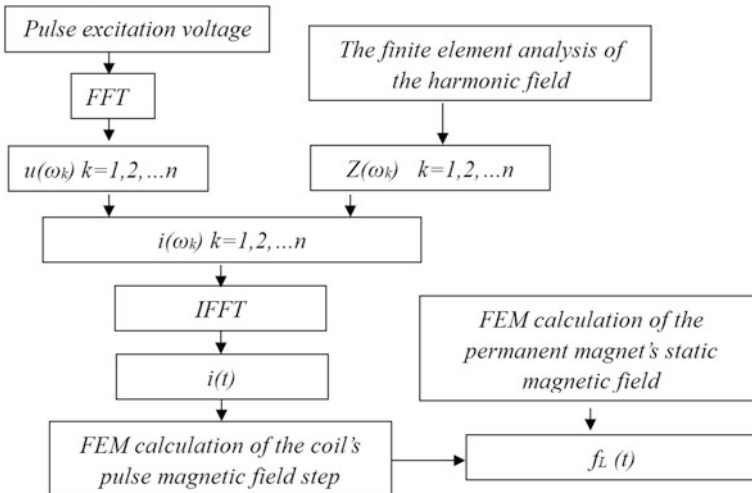 Pulse excitation voltage
FFT
u(ωk) k=1,2,...n
The finite element analysis of
the harmonic field
Z(ωk) k=1,2,...n
i(ωk) k=1,2,...n
IFFT
i(t)
FEM calculation of the coil's
pulse magnetic field step
FEM calculation of the
permanent magnet's static
magnetic field
fL (t)